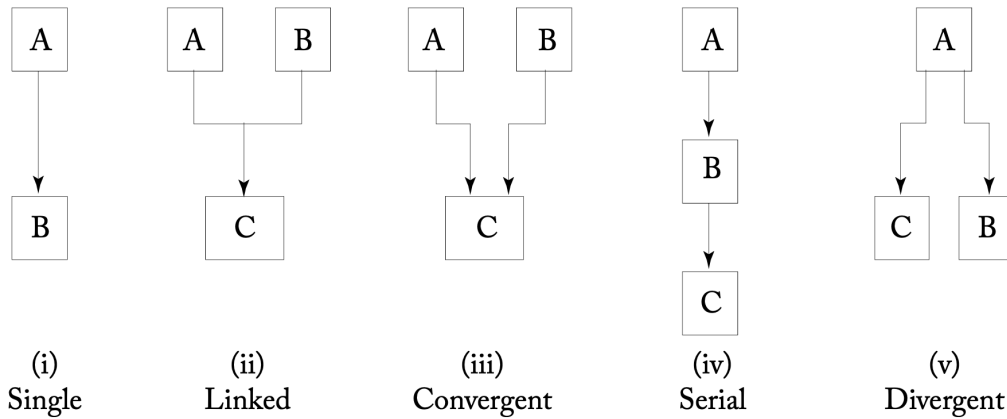 A A B A B A A
B
B C C C B
C
(i) (ii) (iii) (iv) (v)
Single Linked Convergent Serial Divergent